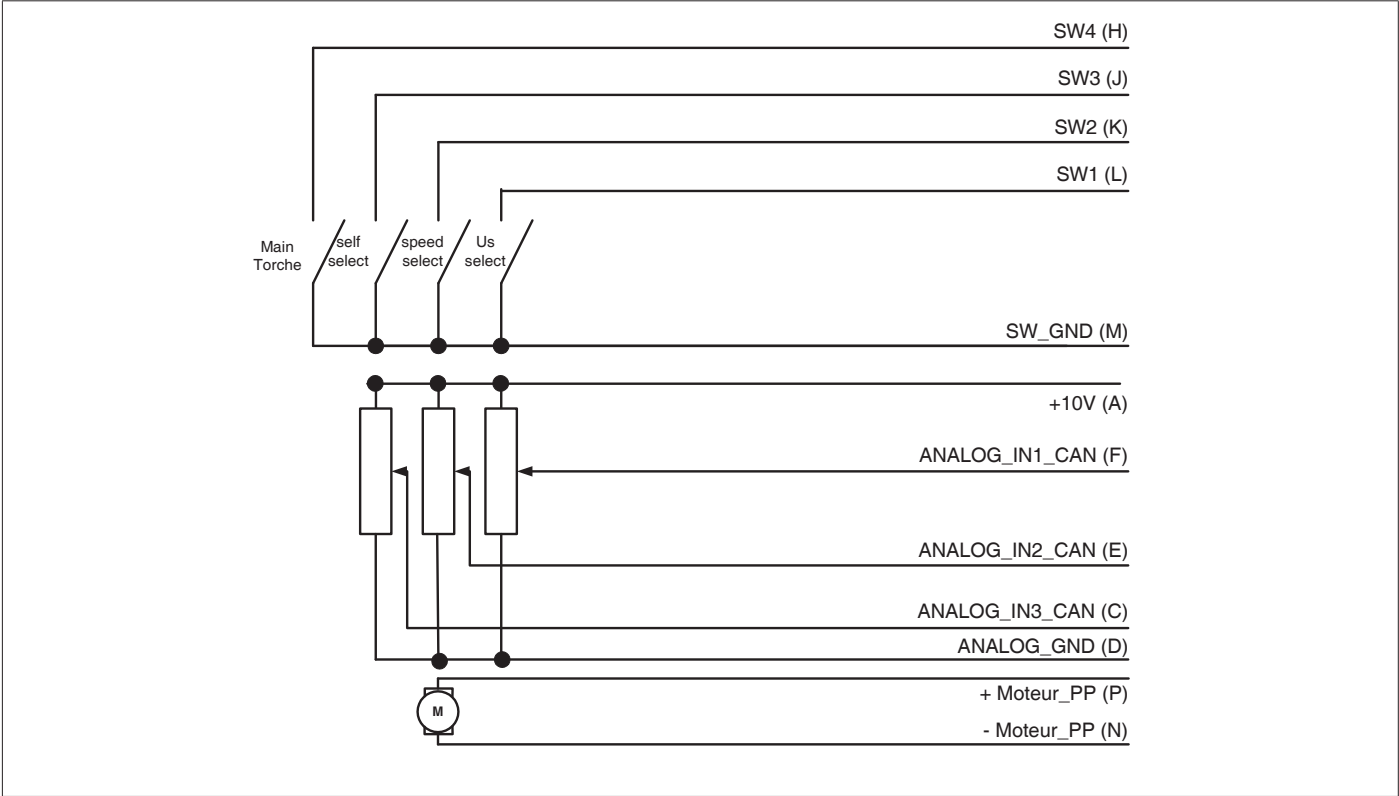 SW4 (H)
SW3 (J)
SW2 (K)
SW1 (L)
Main
Torche
self
select
speed
select
Us
select
SW_GND (M)
+10V (A)
ANALOG_IN1_CAN (F)
ANALOG_IN2_CAN (E)
ANALOG_IN3_CAN (C)
ANALOG_GND (D)
+ Moteur_PP (P)
M
- Moteur_PP (N)